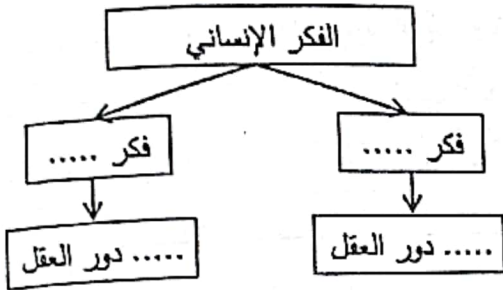 الفكر الإنساني
فكر .....
فكر .....
..... دور العقل
..... دور العقل